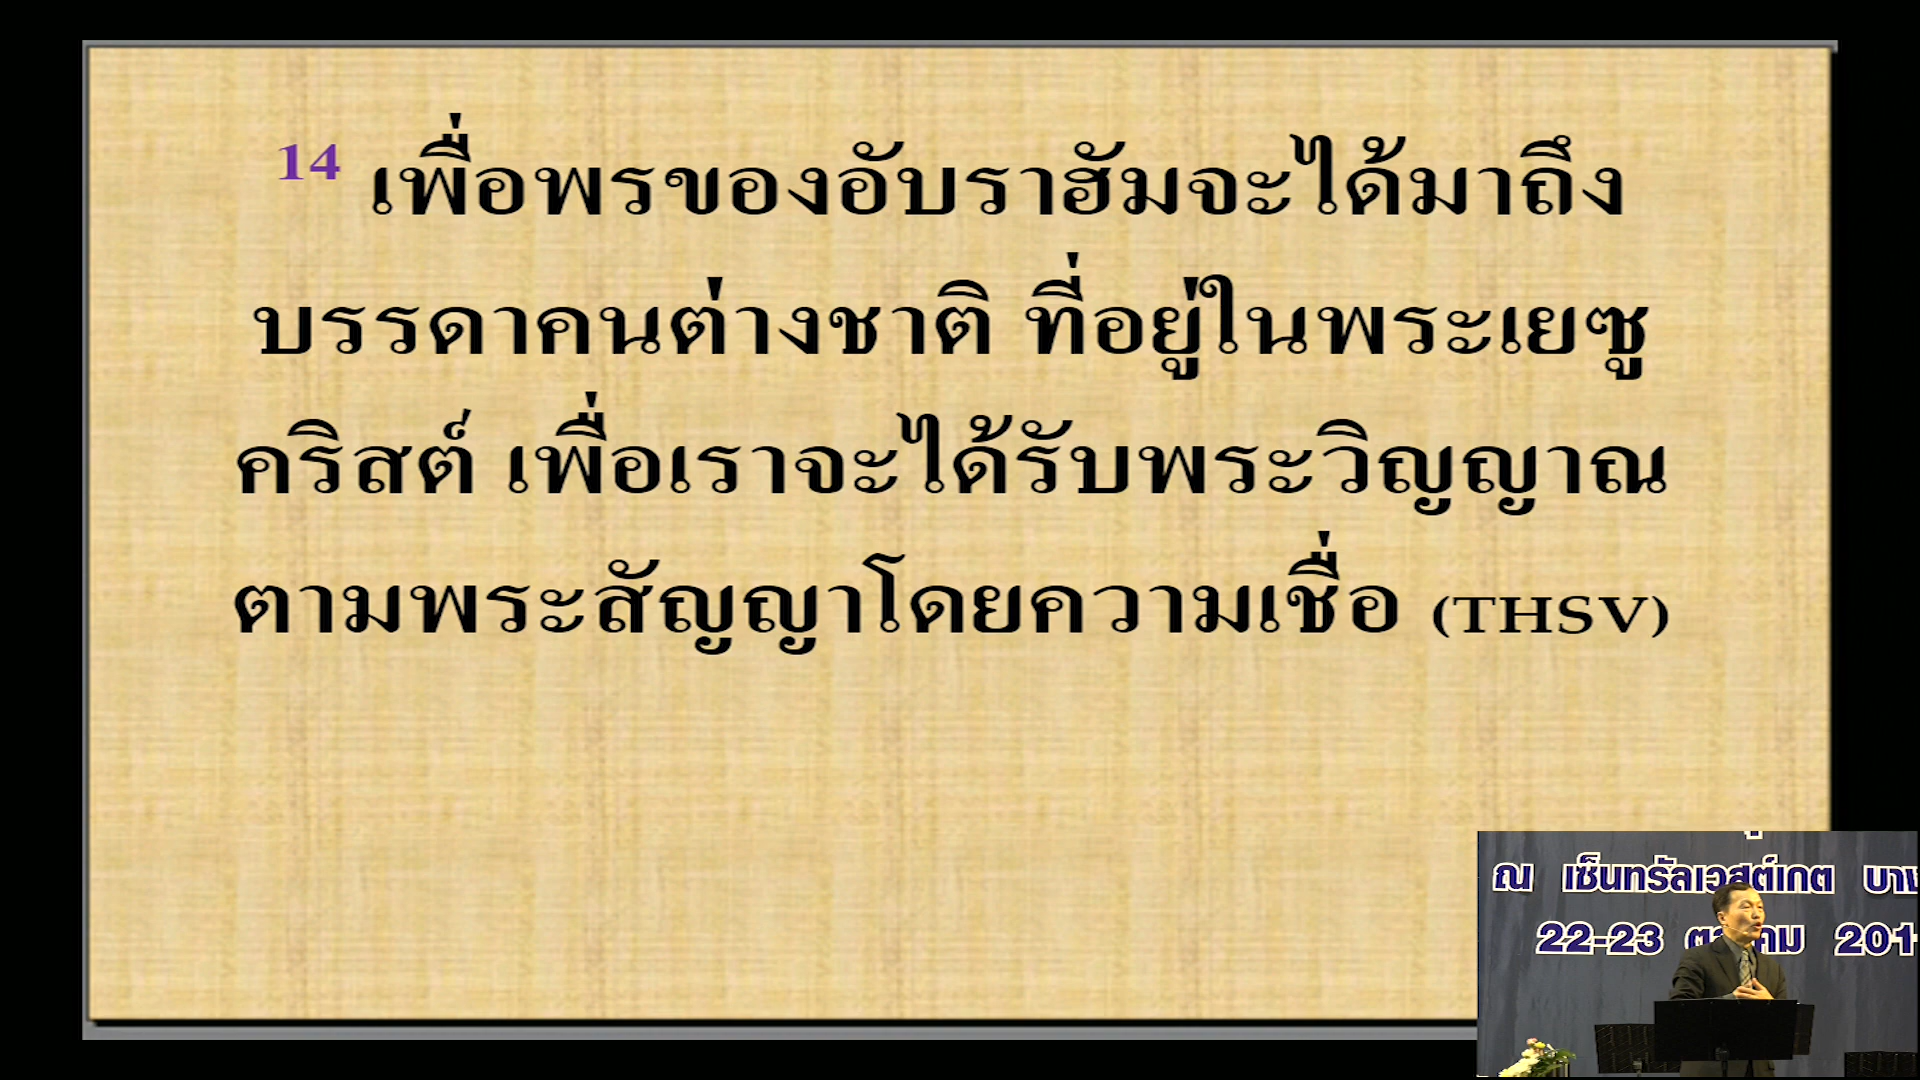 14 เพื่อพรของอับราฮัมจะได้มาถึง
บรรดาคนต่างชาติ ที่อยู่ในพระเยซู
คริสต์ เพื่อเราจะได้รับพระวิญญาณ
ตามพระสัญญาโดยความเชื่อ (THSV)
ณ เซ็นทรัลเวสต์เกต
22-23 201